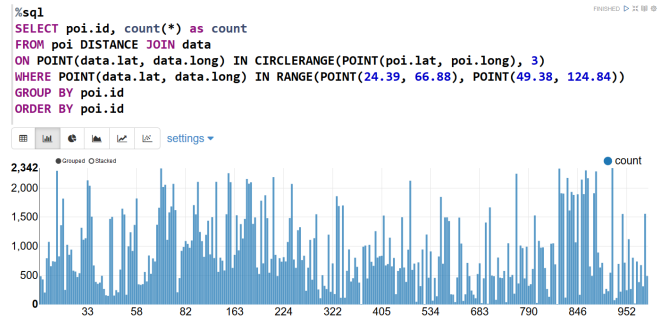 %sql
FINISHED
SELECT poi.id, count(*) as count
FROM poi DISTANCE JOIN data
ON POINT(data.lat, data.long) IN CIRCLERANGE(POINT(poi.lat, poi.long), 3)
WHERE POINT(data.lat, data.long) IN RANGE(POINT(24.39, 66.88), POINT(49.38, 124.84))
GROUP BY poi.id
ORDER BY poi.id
settings
Grouped Stacked
count
2,342
2,000
1,500
1,000
500
0
33 58 82 163 224 322 405 534 683 790 846 952